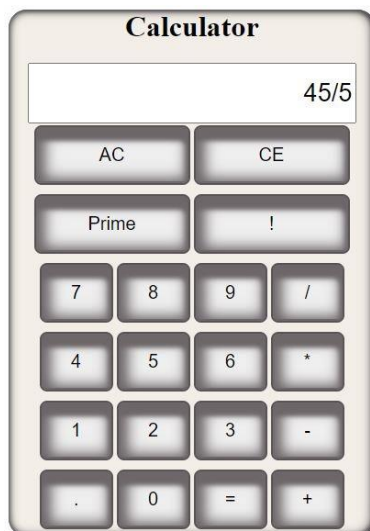 Calculator
45/5
AC CE
Prime !
7 8 9 /
4 5 6 *
1 2 3 -
. 0 = +